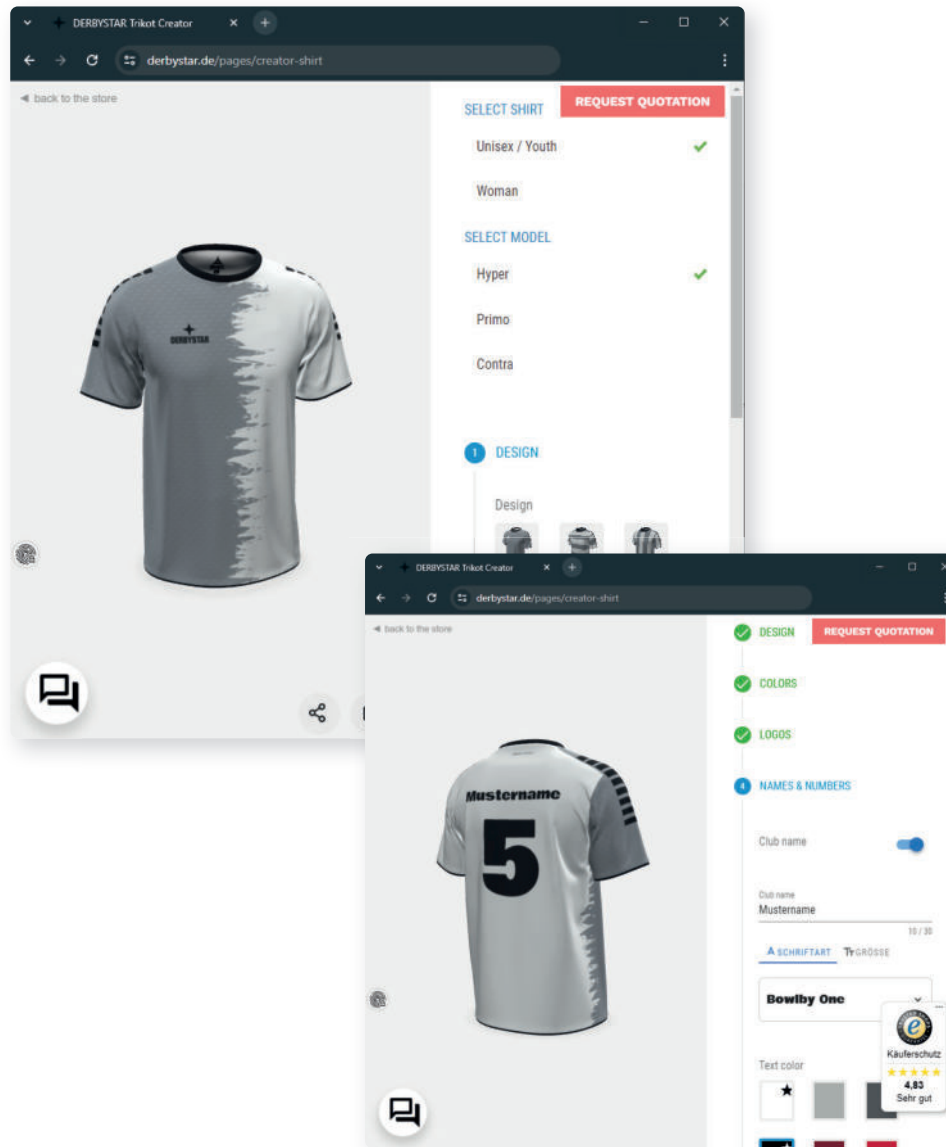 DERBYSTAR Trikot Creator
derbystar.de/pages/creator-shirt
back to the store
REQUEST QUOTATION
SELECT SHIRT
Unisex / Youth
Woman
SELECT MODEL
Hyper
Primo
Contra
1 DESIGN
Design
DERBYSTAR
DERBYSTAR Trikot Creator
derbystar.de/pages/creator-shirt
back to the store
DESIGN
REQUEST QUOTATION
COLORS
LOGOS
4 NAMES & NUMBERS
Club name
Club name
Mustername
10 / 30
A SCHRIFTART TT GRÖSSE
Bowlby One
Text color
Mustername
5
e
Käuferschutz
4,83
Sehr gut